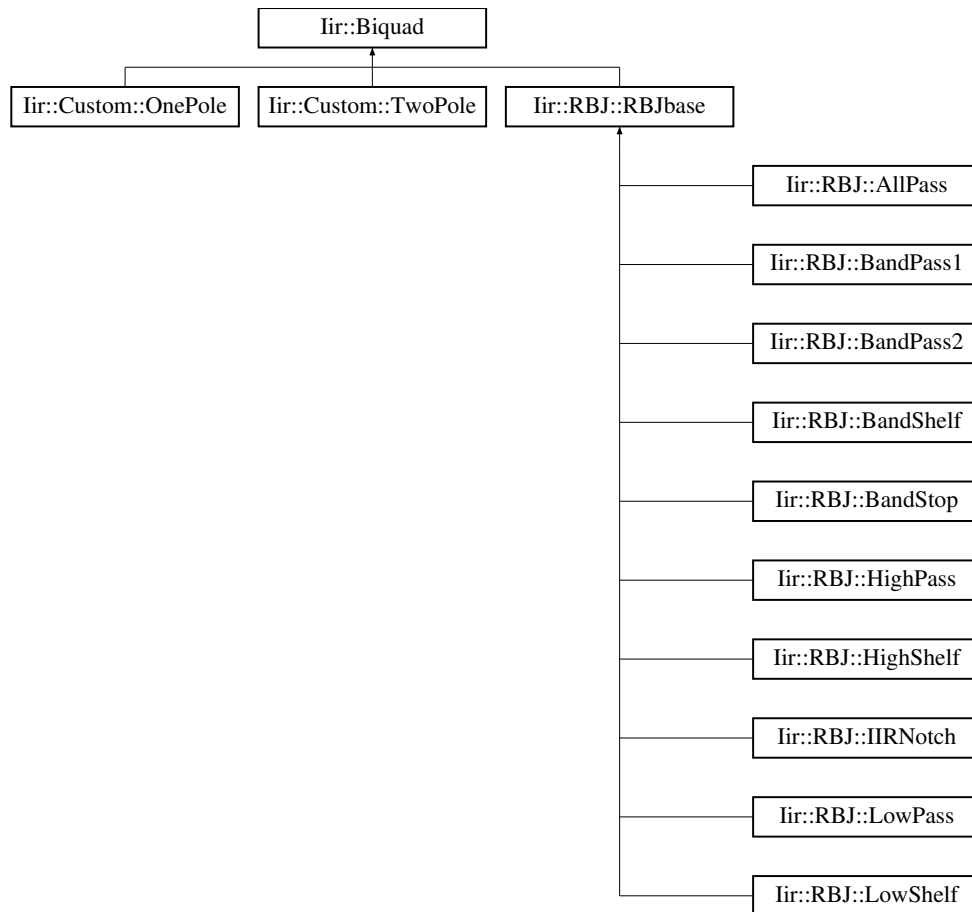 Iir::Biquad
Iir::Custom::OnePole
Iir::Custom::TwoPole
Iir::RBJ::RBJbase
Iir::RBJ::AllPass
Iir::RBJ::BandPass1
Iir::RBJ::BandPass2
Iir::RBJ::BandShelf
Iir::RBJ::BandStop
Iir::RBJ::HighPass
Iir::RBJ::HighShelf
Iir::RBJ::IIRNotch
Iir::RBJ::LowPass
Iir::RBJ::LowShelf